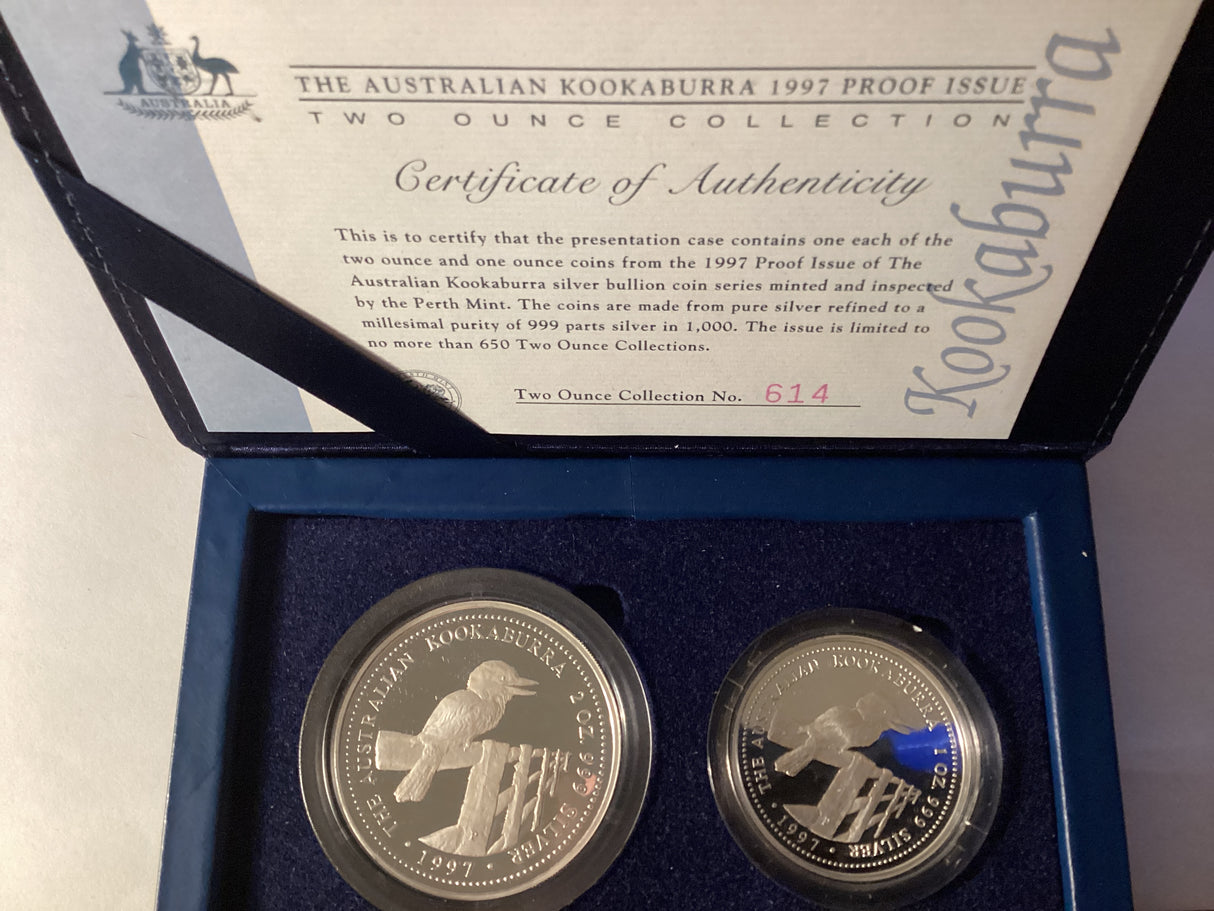 AUSTRALIA
THE AUSTRALIAN KOOKABURRA 1997 PROOF ISSUE
TWO OUNCE COLLECTION
Certificate of Authenticity
This is to certify that the presentation case contains one each of the
two ounce and one ounce coins from the 1997 Proof Issue of The
Australian Kookaburra silver bullion coin series minted and inspected
by the Perth Mint. The coins are made from pure silver refined to a
millesimal purity of 999 parts silver in 1,000. The issue is limited to
no more than 650 Two Ounce Collections.
Two Ounce Collection No. 614
Kookaburra
THE AUSTRALIAN KOOKABURRA 2 OZ. 999 SILVER
· 1997 ·
THE AUSTRALIAN KOOKABURRA 1 OZ 999 SILVER
· 1997 ·